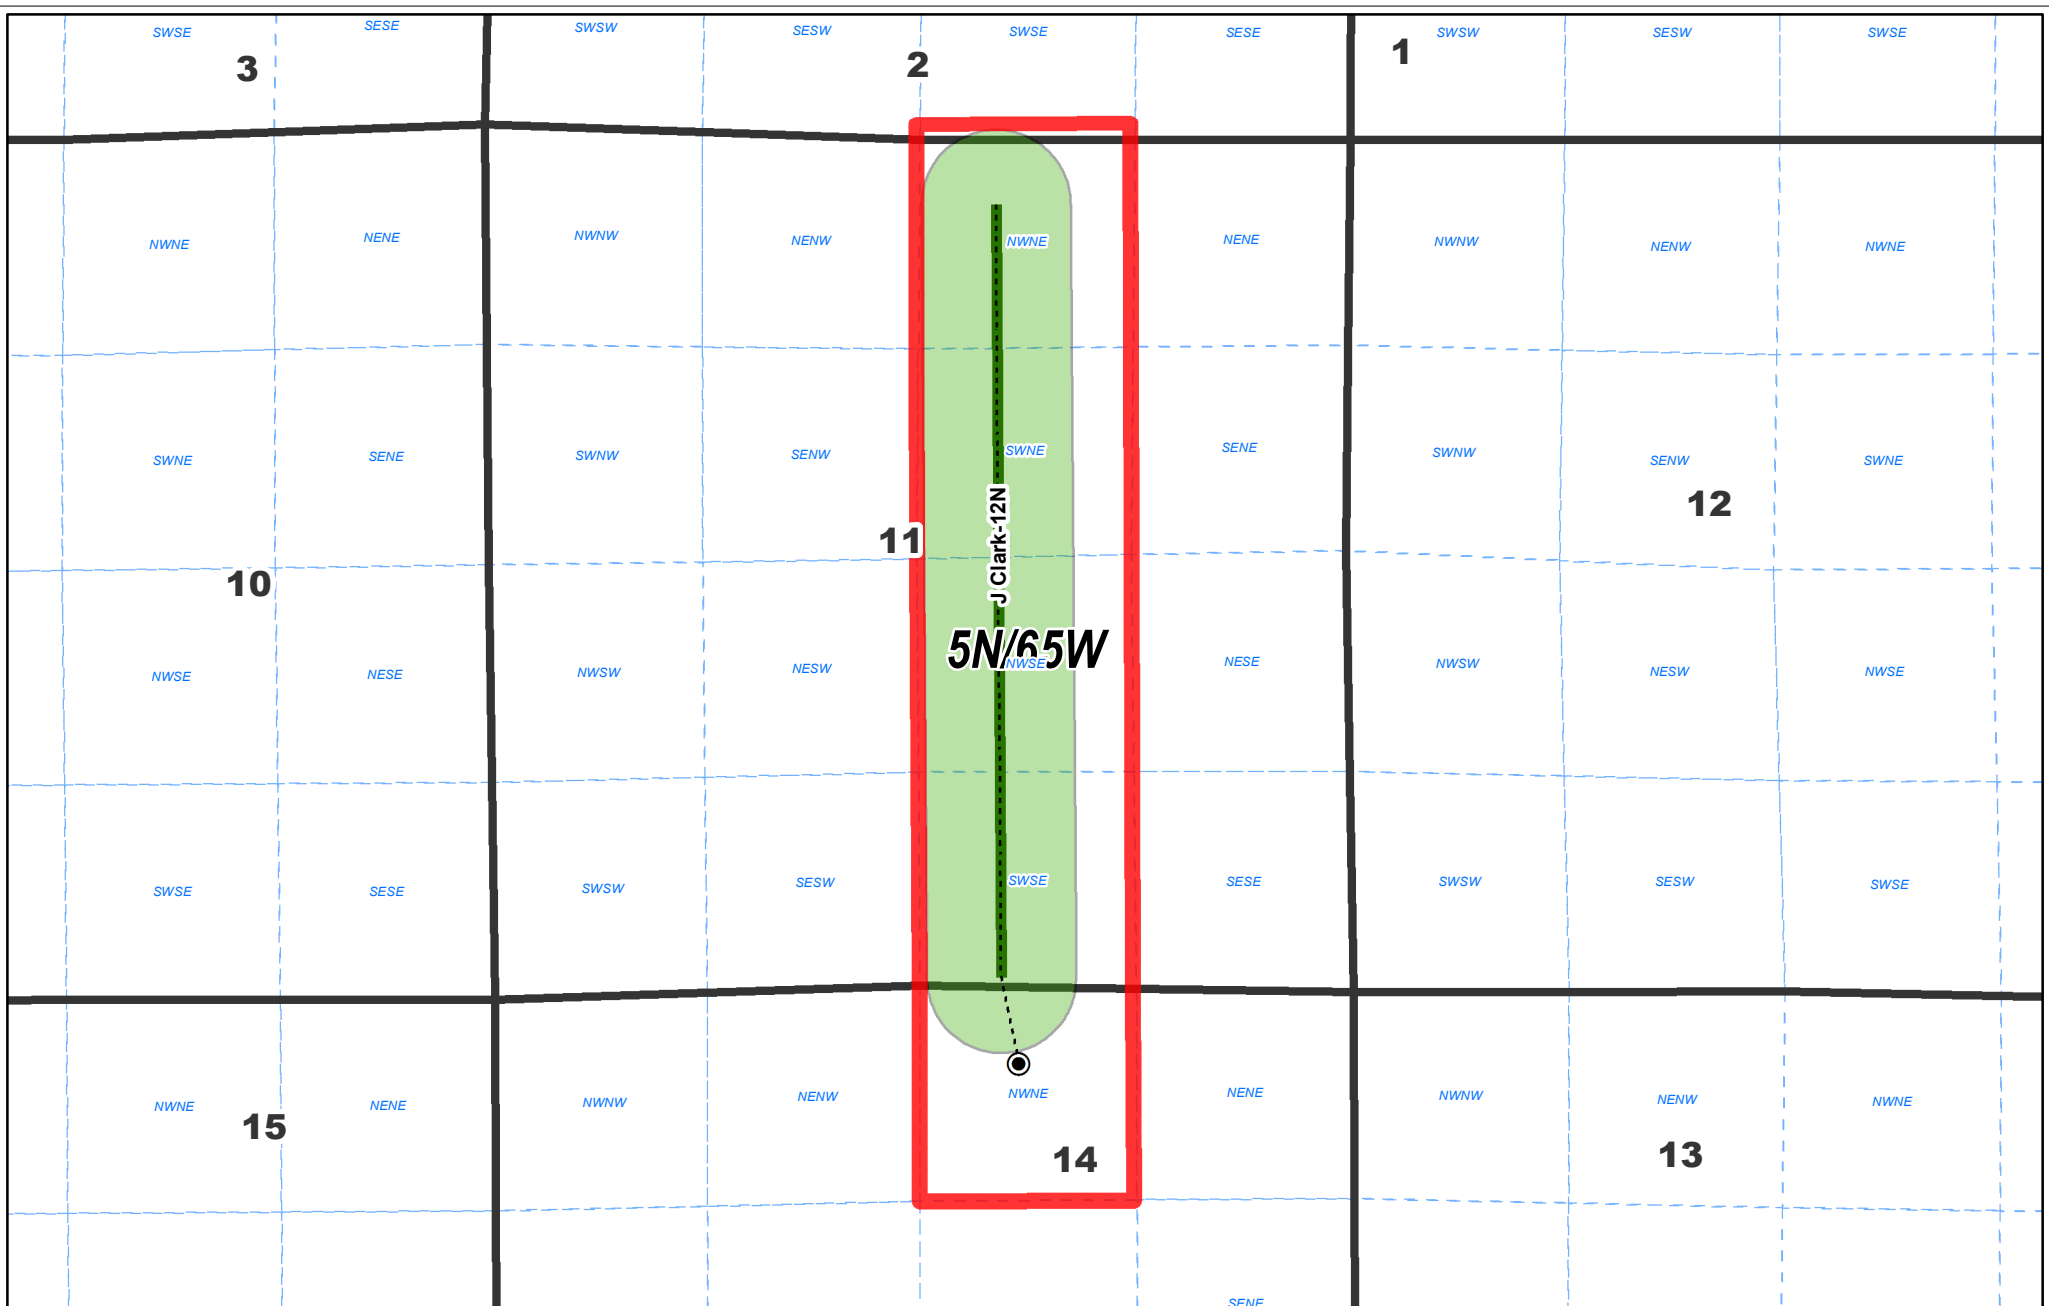 SWSE SESE SWSW SESW SWSE SESE SWSW SESW SWSE
3 2 1
NWNE NENE NWNW NENW NWNE NENE NWNW NENW NWNE
SWNE SENE SWNW SENW SWNE SENE SWNW SENW SWNE
12
J Clark-12N
11
10
5N/65W
NWSE NESE NWSW NESW NWSE NESE NWSW NESW NWSE
SWSE SESE SWSW SESW SWSE SESE SWSW SESW SWSE
NWNE NENE NWNW NENW NWNE NENE NWNW NENW NWNE
15 14 13
SENE